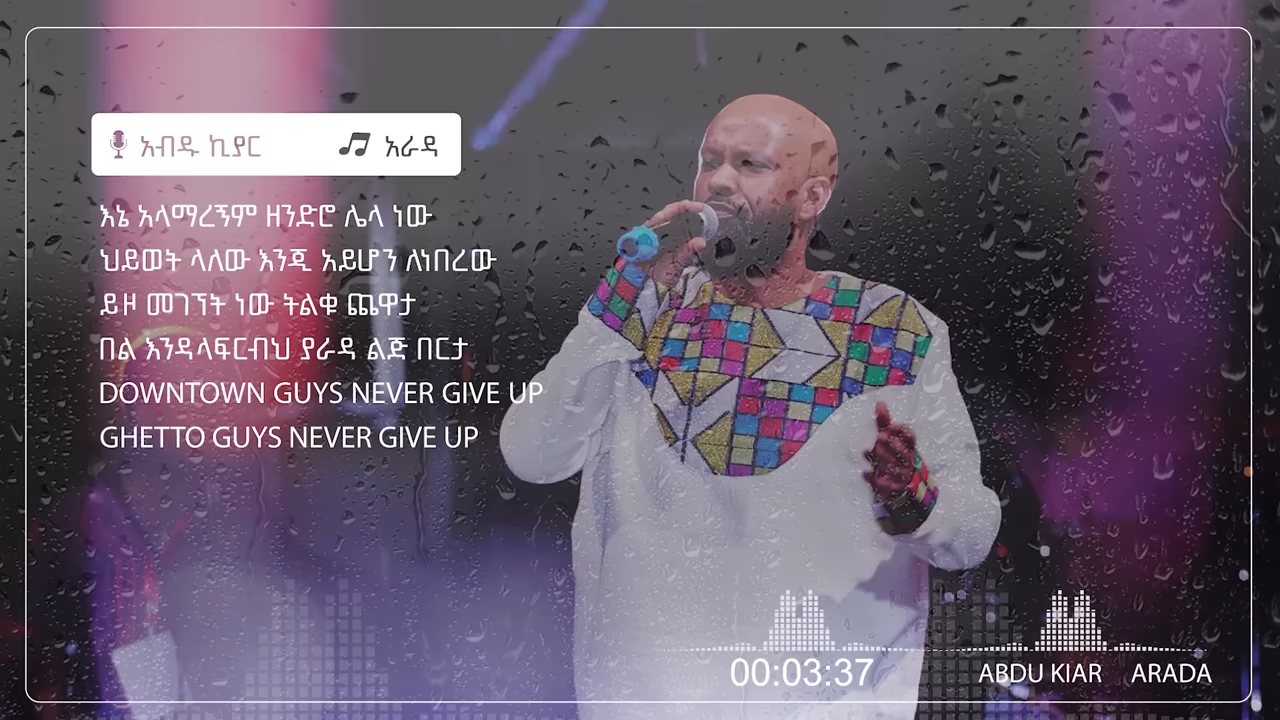 አብዱ ኪያር አራዳ
እኔ አላማረኝም ዘንድሮ ሌላ ነው
ህይወት ላለው እንጂ አይሆን ለነበረው
ይዞ መገኘት ነው ትልቁ ጨዋታ
በል እንዳላፍርብህ ያራዳ ልጅ በርታ
DOWNTOWN GUYS NEVER GIVE UP
GHETTO GUYS NEVER GIVE UP
00:03:37 ABDU KIAR ARADA